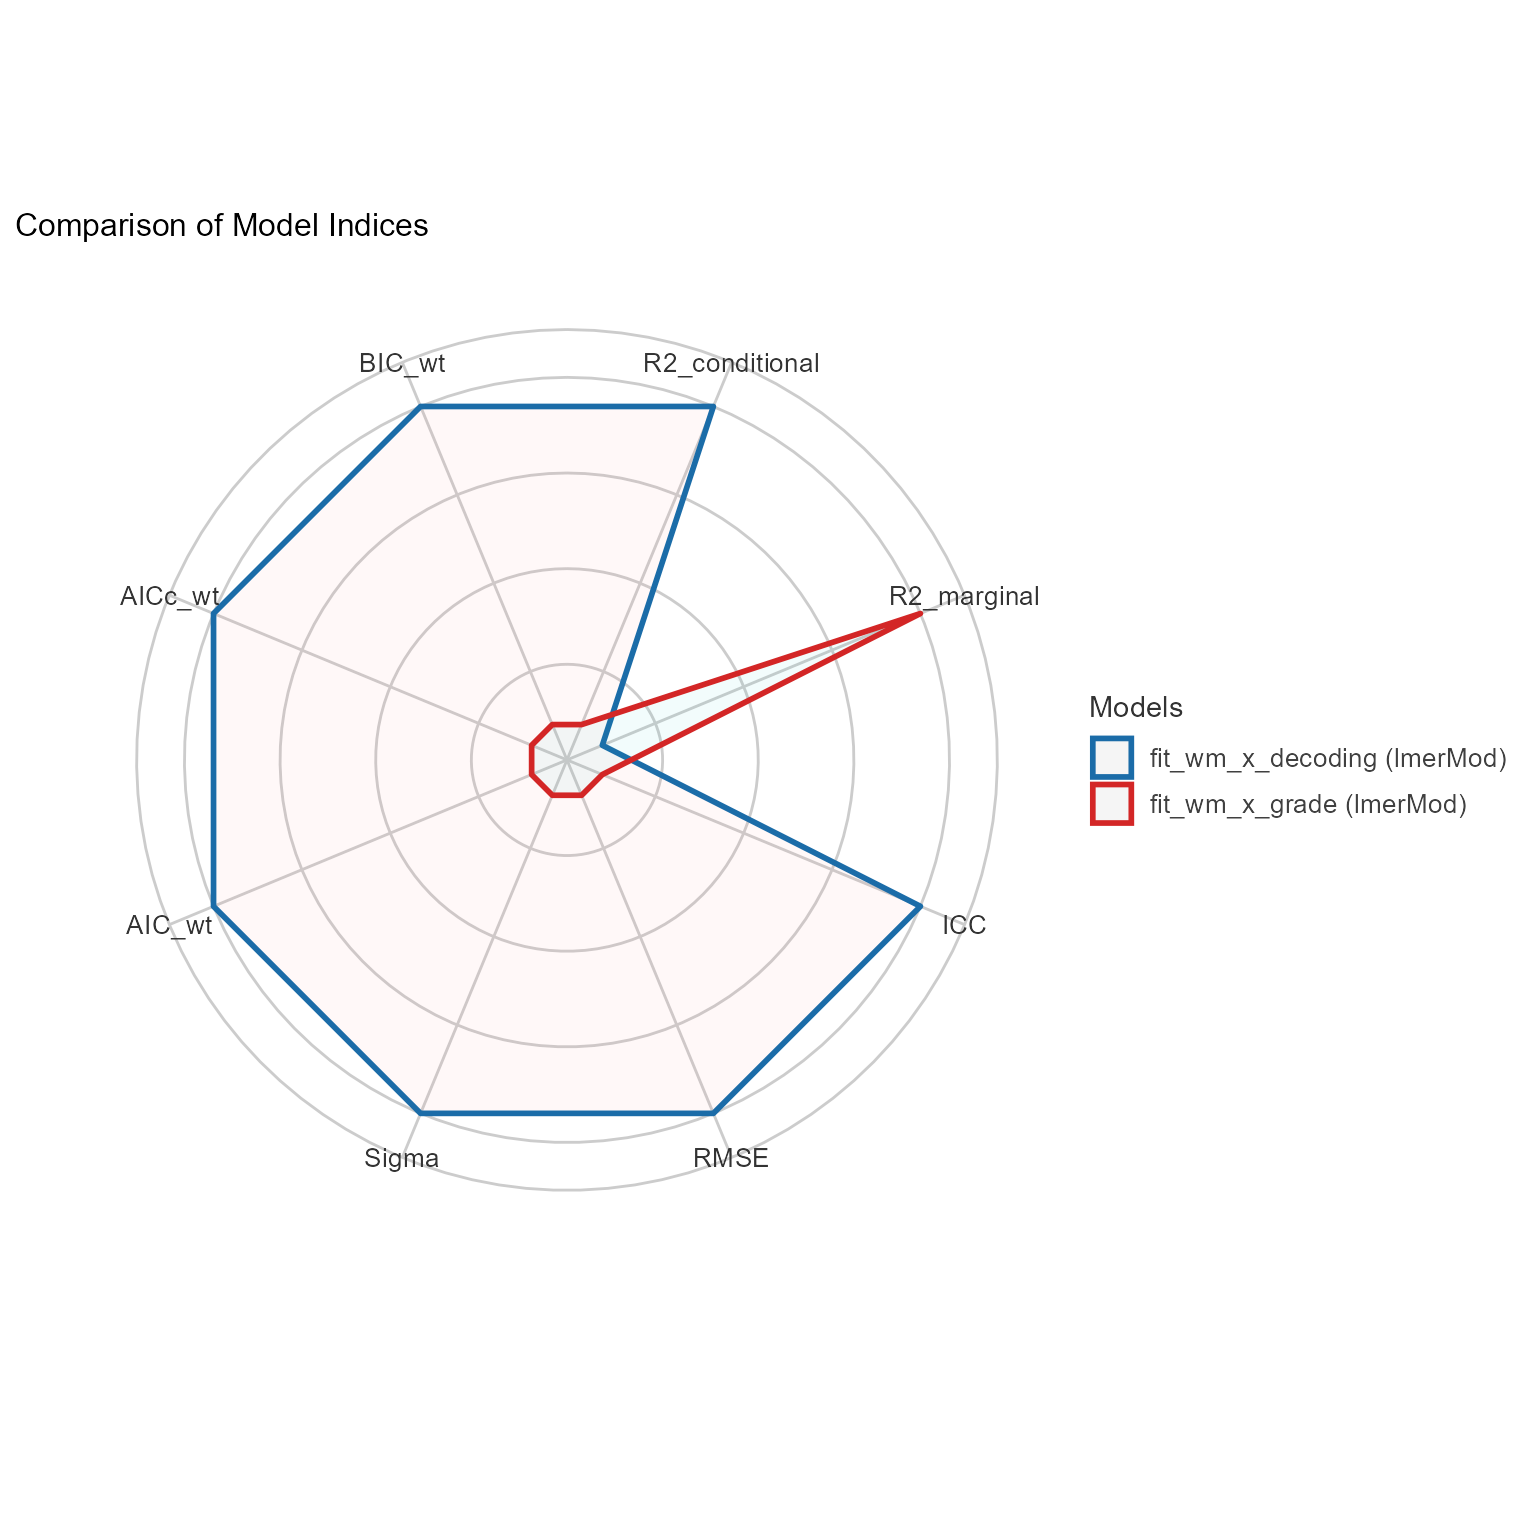 Comparison of Model Indices
BIC_wt
R2_conditional
AICc_wt
R2_marginal
Models
fit_wm_x_decoding (lmerMod)
fit_wm_x_grade (lmerMod)
AIC_wt
ICC
Sigma
RMSE